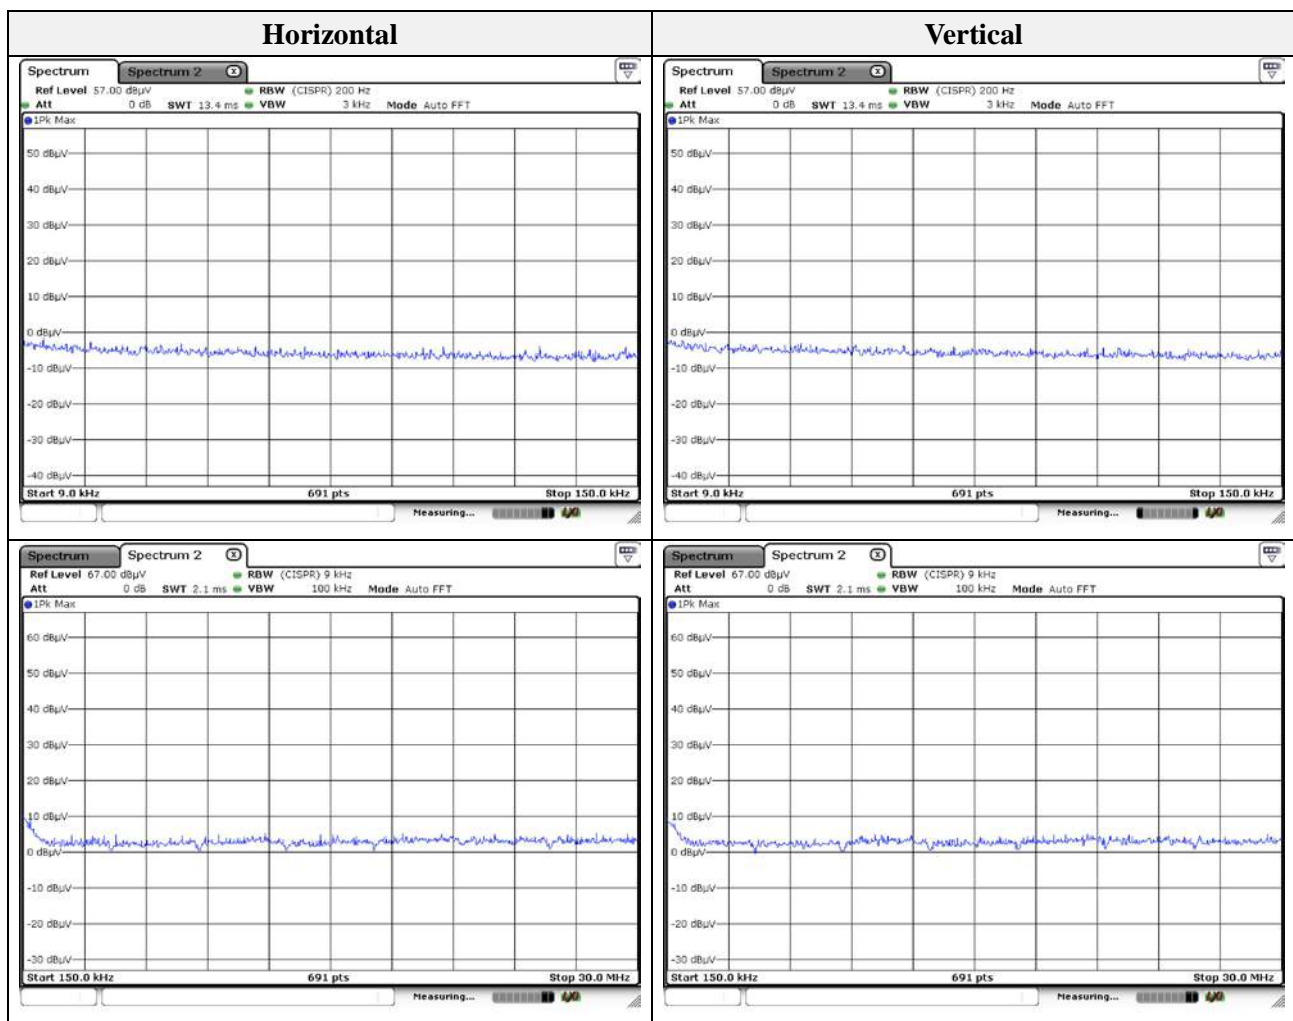 Horizontal Vertical
Spectrum Spectrum 2 X
Ref Level 57.00 dBµV RBW (CISPR) 200 Hz
Att 0 dB SWT 13.4 ms VBW 3 kHz Mode Auto FFT
1Pk Max
50 dBµV
40 dBµV
30 dBµV
20 dBµV
10 dBµV
0 dBµV
-10 dBµV
-20 dBµV
-30 dBµV
-40 dBµV
Start 9.0 kHz 691 pts Stop 150.0 kHz
Measuring...
Spectrum Spectrum 2 X
Ref Level 57.00 dBµV RBW (CISPR) 200 Hz
Att 0 dB SWT 13.4 ms VBW 3 kHz Mode Auto FFT
1Pk Max
50 dBµV
40 dBµV
30 dBµV
20 dBµV
10 dBµV
0 dBµV
-10 dBµV
-20 dBµV
-30 dBµV
-40 dBµV
Start 9.0 kHz 691 pts Stop 150.0 kHz
Measuring...
Spectrum Spectrum 2 X
Ref Level 67.00 dBµV RBW (CISPR) 9 kHz
Att 0 dB SWT 2.1 ms VBW 100 kHz Mode Auto FFT
1Pk Max
60 dBµV
50 dBµV
40 dBµV
30 dBµV
20 dBµV
10 dBµV
0 dBµV
-10 dBµV
-20 dBµV
-30 dBµV
Start 150.0 kHz 691 pts Stop 30.0 MHz
Measuring...
Spectrum Spectrum 2 X
Ref Level 67.00 dBµV RBW (CISPR) 9 kHz
Att 0 dB SWT 2.1 ms VBW 100 kHz Mode Auto FFT
1Pk Max
60 dBµV
50 dBµV
40 dBµV
30 dBµV
20 dBµV
10 dBµV
0 dBµV
-10 dBµV
-20 dBµV
-30 dBµV
Start 150.0 kHz 691 pts Stop 30.0 MHz
Measuring...